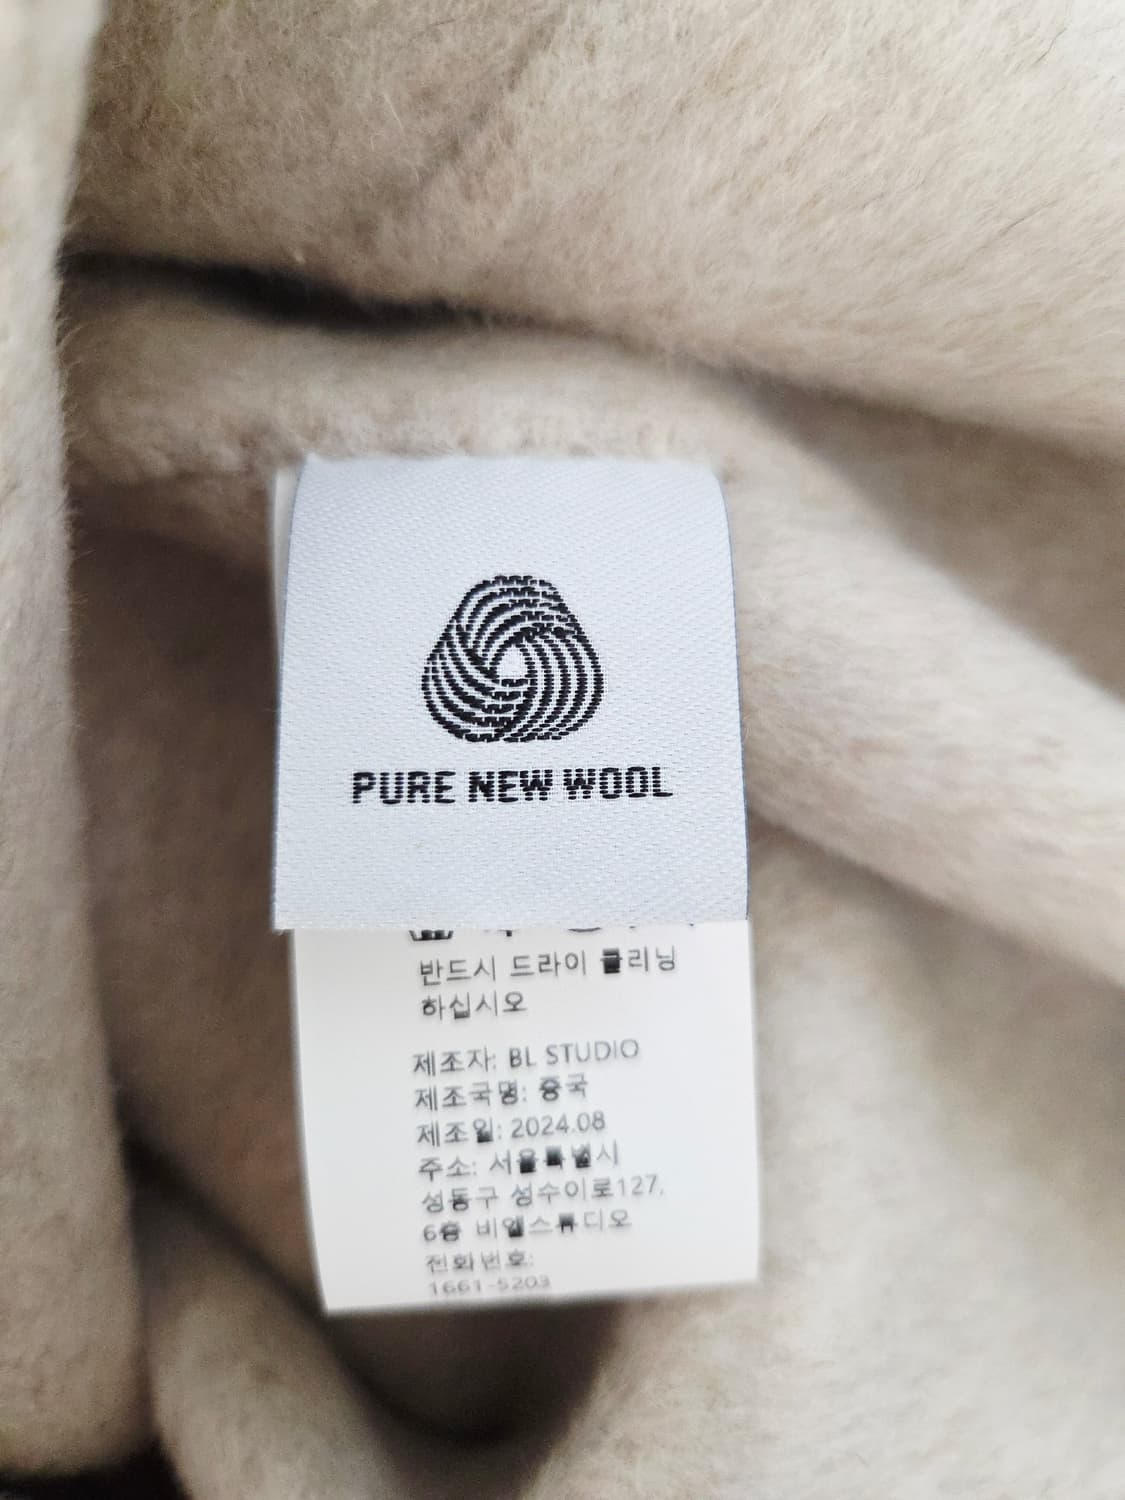 PURE NEW WOOL
반드시 드라이 클리닝
하십시오
제조자: BL STUDIO
제조국명: 중국
제조일: 2024.08
주소: 서울특별시
성동구 성수이로127,
6층 비엘스튜디오
전화번호:
1661-5203